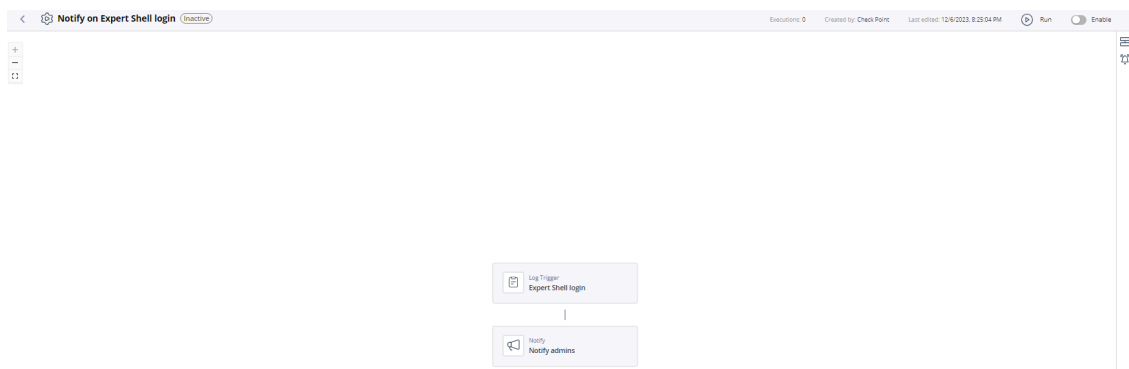 Notify on Expert Shell login Inactive Executions: 0 Created by: Check Point Last edited: 12/6/2023, 8:25:04 PM Run Enable
Log Trigger
Expert Shell login
Notify
Notify admins